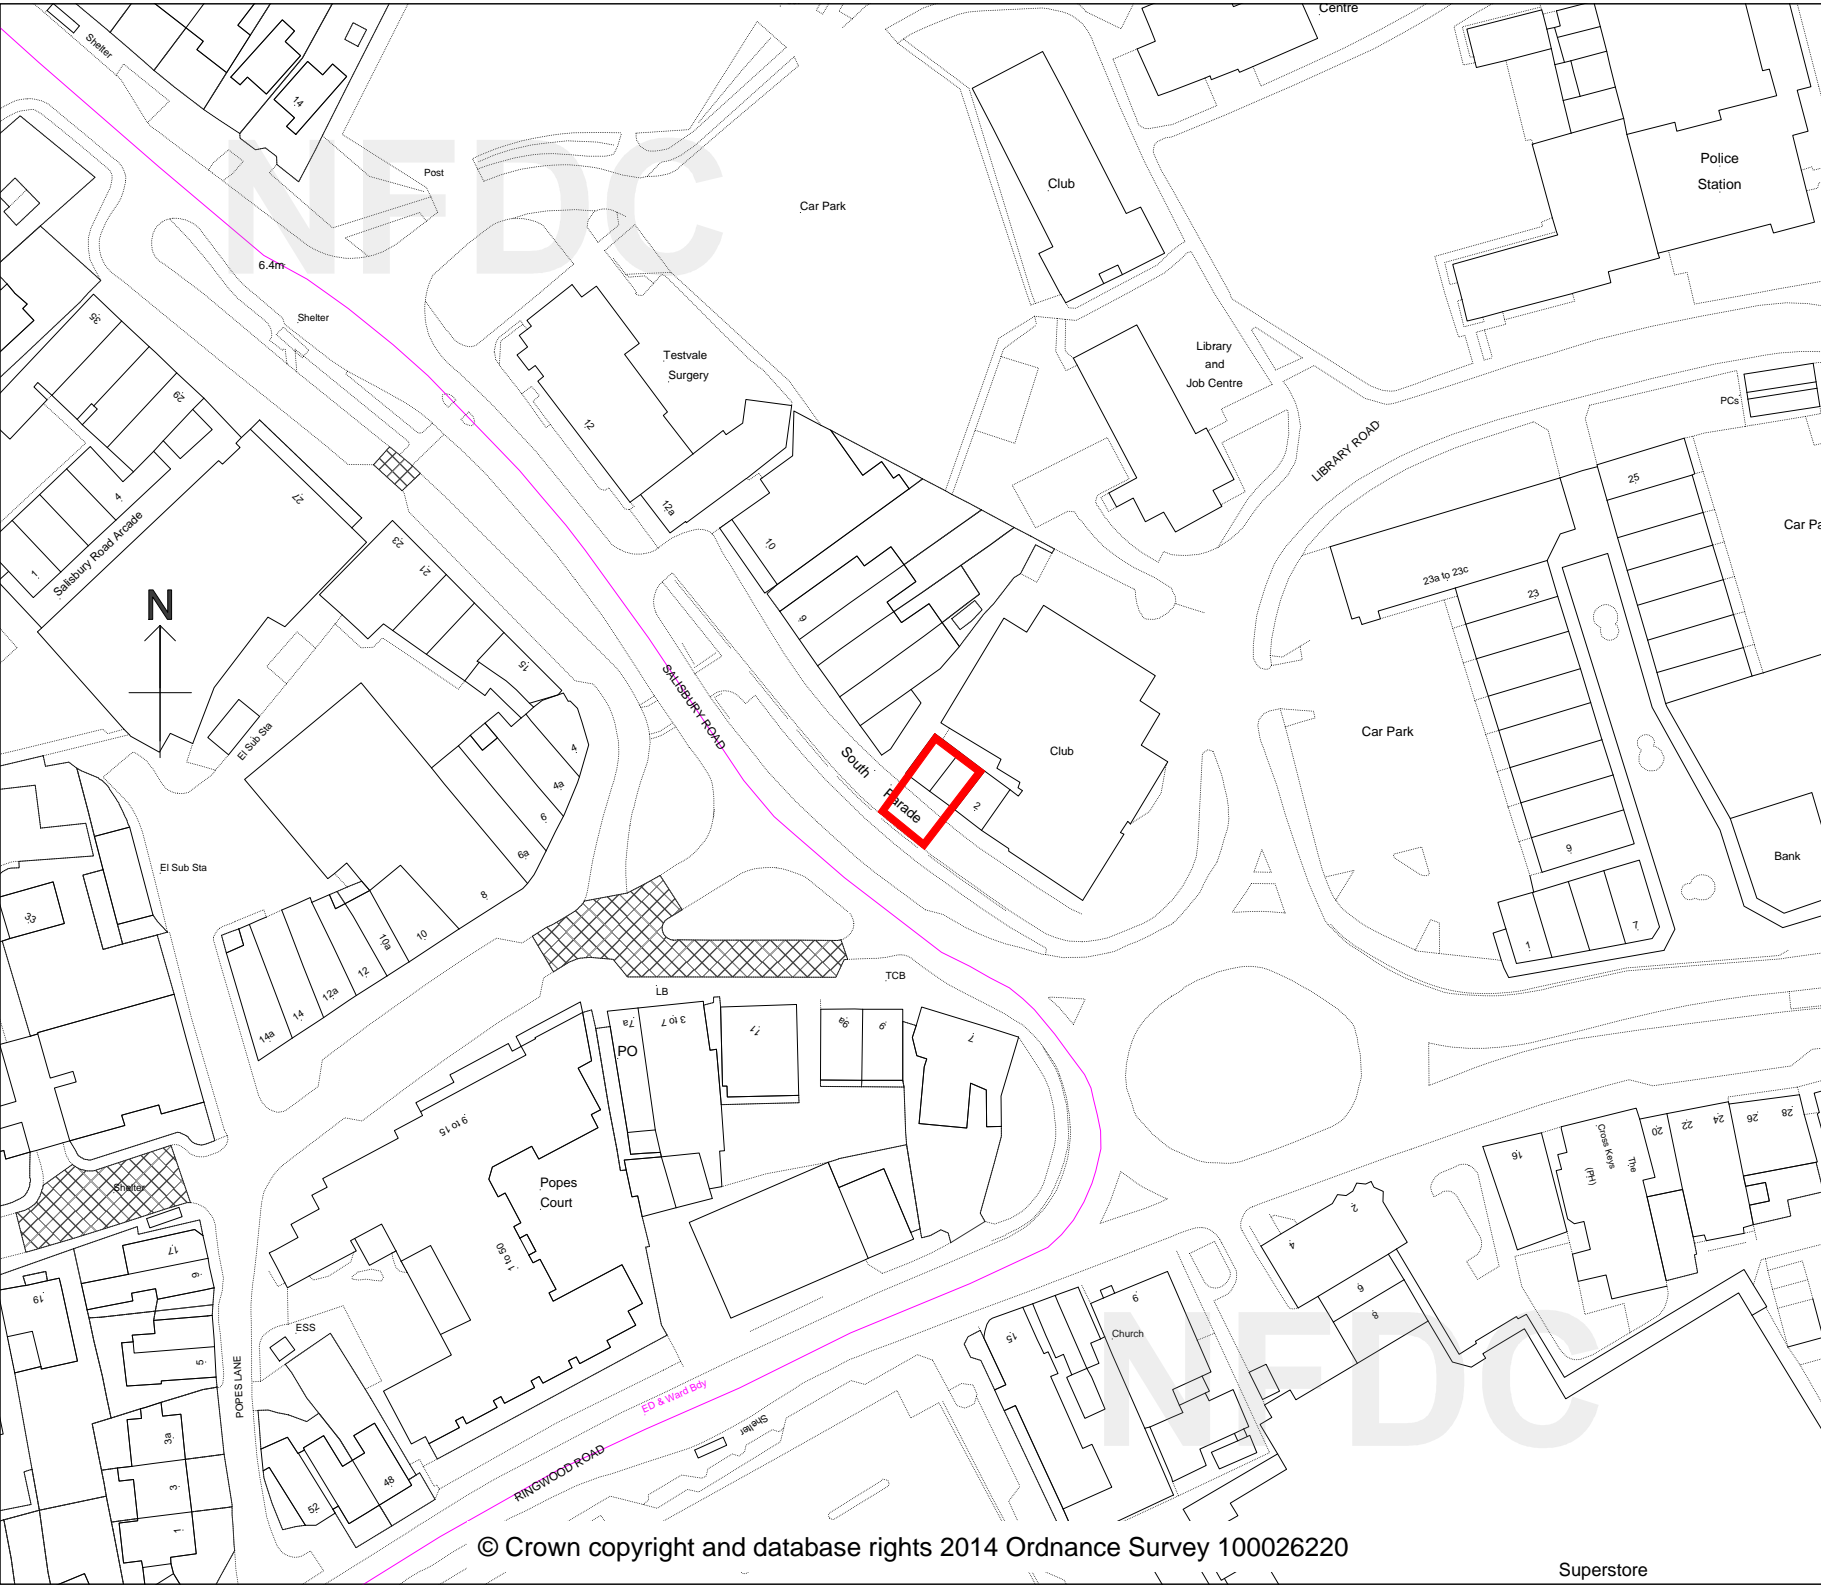 Centre
Shelter
14
NFDC
Post
Car Park
Club
Police
Station
6.4m
Shelter
Testvale
Surgery
Library
and
Job Centre
35
29
12
PCs
LIBRARY ROAD
4
27
12a
25
Car Pa
Salisbury Road Arcade
1
23
21
10
23a to 23c
23
N
9
15
SALISBURY ROAD
El Sub Sta
4
South
Parade
Club
Car Park
4a
2
6
6a
9
Bank
El Sub Sta
8
33
10
10a
12
12a
14
14a
1
7
TCB
LB
7a
3 to 7
11
9a
9
7
PO
9 to 15
Popes
Court
1 to 50
16
The
Cross Keys
(PH)
20
22
24
26
28
Shelter
17
9
19
5
2
4
6
8
ESS
15
9
Church
POPES LANE
ED & Ward Bdy
NFDC
3a
3
1
48
52
Shelter
RINGWOOD ROAD
© Crown copyright and database rights 2014 Ordnance Survey 100026220
Superstore